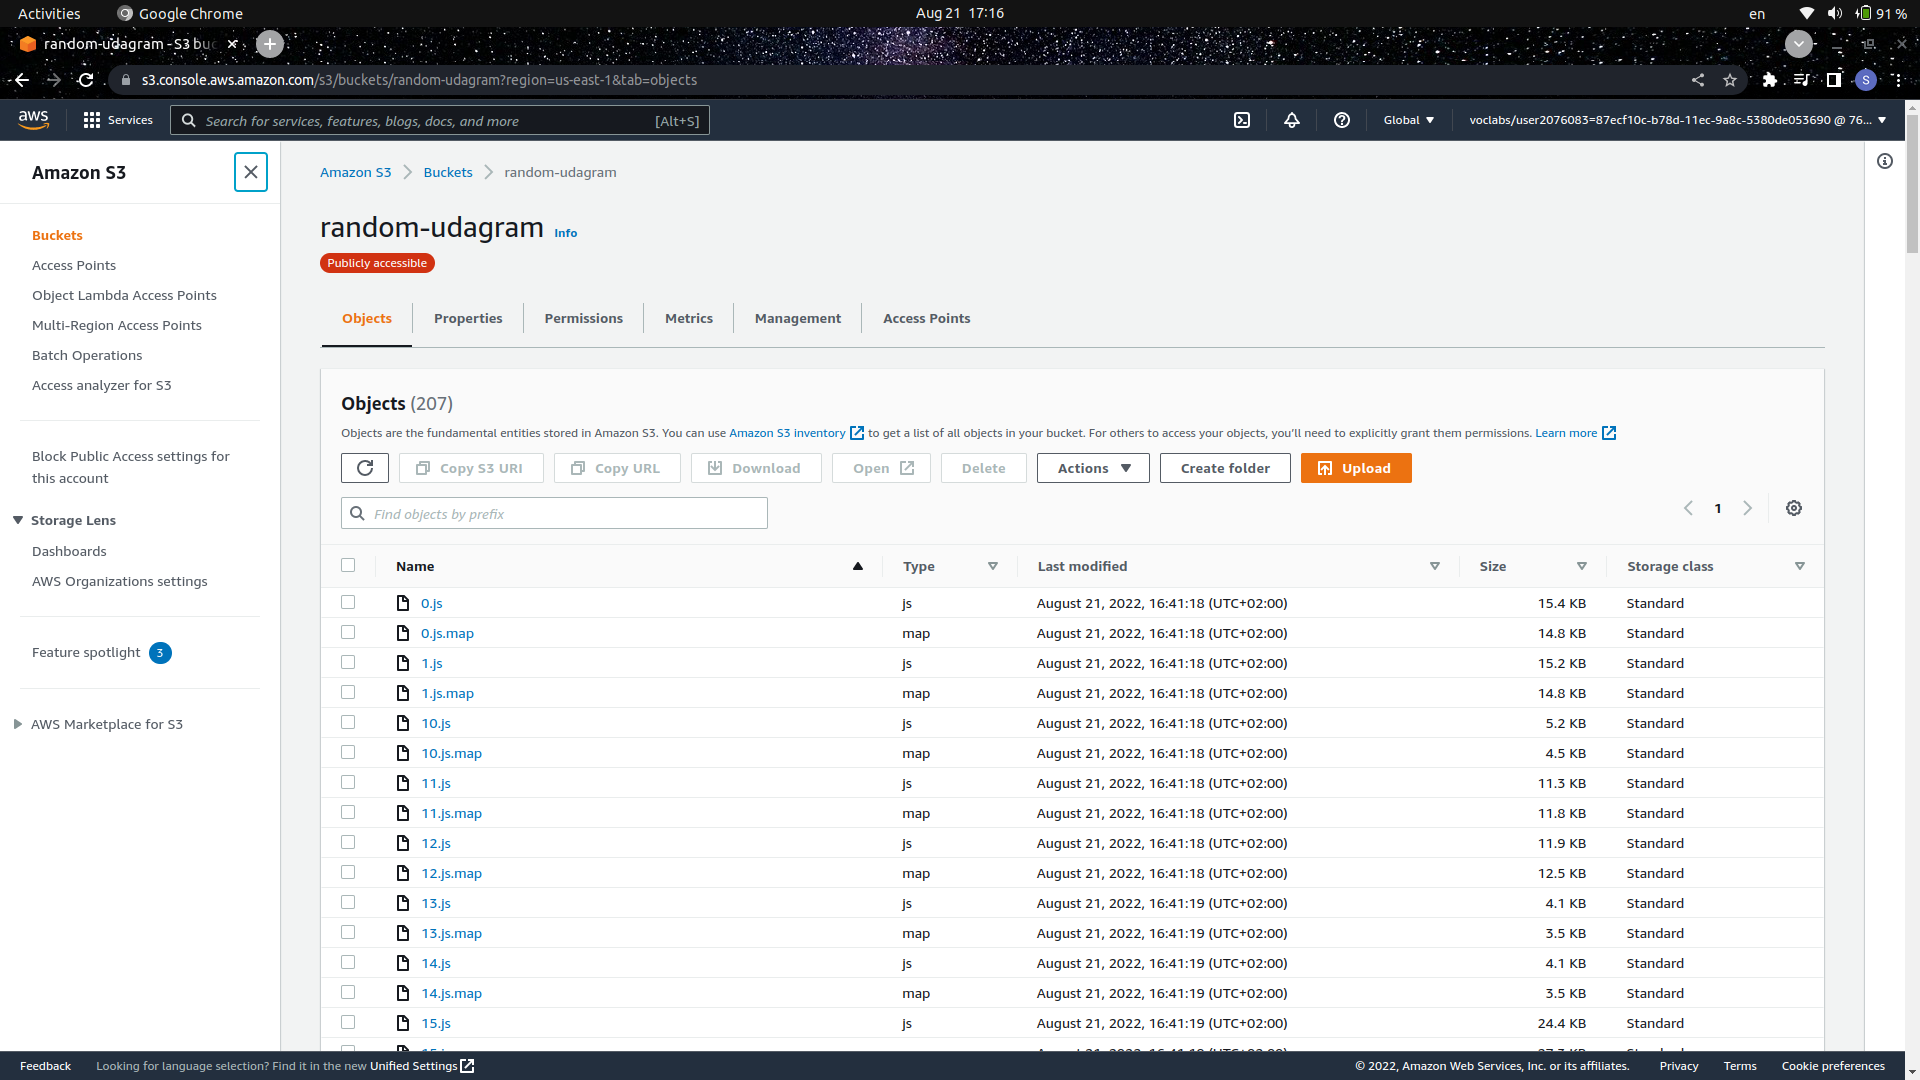 Activities
Google Chrome
Aug 21 17:16
en
91 %
random-udagram - S3 buc
s3.console.aws.amazon.com/s3/buckets/random-udagram?region=us-east-1&tab=objects
S
aws
Services
Search for services, features, blogs, docs, and more
[Alt+S]
Global
voclabs/user2076083=87ecf10c-b78d-11ec-9a8c-5380de053690 @ 76...
Amazon S3
Buckets
Access Points
Object Lambda Access Points
Multi-Region Access Points
Batch Operations
Access analyzer for S3
Block Public Access settings for
this account
Storage Lens
Dashboards
AWS Organizations settings
Feature spotlight 3
AWS Marketplace for S3
Amazon S3 Buckets random-udagram
random-udagram Info
Publicly accessible
Objects Properties Permissions Metrics Management Access Points
Objects (207)
Objects are the fundamental entities stored in Amazon S3. You can use Amazon S3 inventory to get a list of all objects in your bucket. For others to access your objects, you'll need to explicitly grant them permissions. Learn more
Copy S3 URI Copy URL Download Open Delete Actions Create folder Upload
Find objects by prefix
1
Name Type Last modified Size Storage class
0.js js August 21, 2022, 16:41:18 (UTC+02:00) 15.4 KB Standard
0.js.map map August 21, 2022, 16:41:18 (UTC+02:00) 14.8 KB Standard
1.js js August 21, 2022, 16:41:18 (UTC+02:00) 15.2 KB Standard
1.js.map map August 21, 2022, 16:41:18 (UTC+02:00) 14.8 KB Standard
10.js js August 21, 2022, 16:41:18 (UTC+02:00) 5.2 KB Standard
10.js.map map August 21, 2022, 16:41:18 (UTC+02:00) 4.5 KB Standard
11.js js August 21, 2022, 16:41:18 (UTC+02:00) 11.3 KB Standard
11.js.map map August 21, 2022, 16:41:18 (UTC+02:00) 11.8 KB Standard
12.js js August 21, 2022, 16:41:18 (UTC+02:00) 11.9 KB Standard
12.js.map map August 21, 2022, 16:41:18 (UTC+02:00) 12.5 KB Standard
13.js js August 21, 2022, 16:41:19 (UTC+02:00) 4.1 KB Standard
13.js.map map August 21, 2022, 16:41:19 (UTC+02:00) 3.5 KB Standard
14.js js August 21, 2022, 16:41:19 (UTC+02:00) 4.1 KB Standard
14.js.map map August 21, 2022, 16:41:19 (UTC+02:00) 3.5 KB Standard
15.js js August 21, 2022, 16:41:19 (UTC+02:00) 24.4 KB Standard
Feedback
Looking for language selection? Find it in the new Unified Settings
© 2022, Amazon Web Services, Inc. or its affiliates.
Privacy Terms Cookie preferences